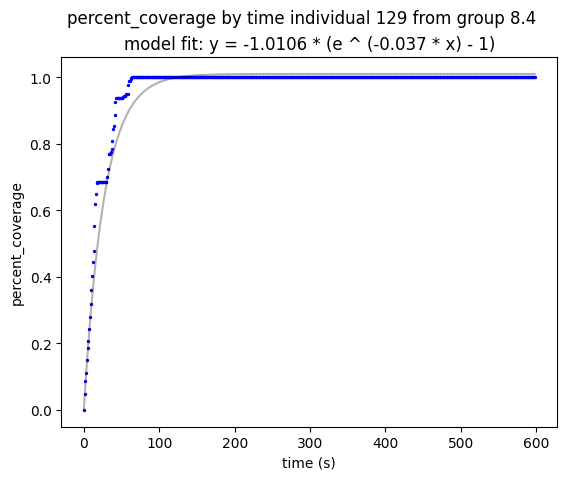 percent_coverage by time individual 129 from group 8.4
model fit: y = -1.0106 * (e ^ (-0.037 * x) - 1)
1.0
0.8
0.6
0.4
0.2
0.0
percent_coverage
0 100 200 300 400 500 600
time (s)